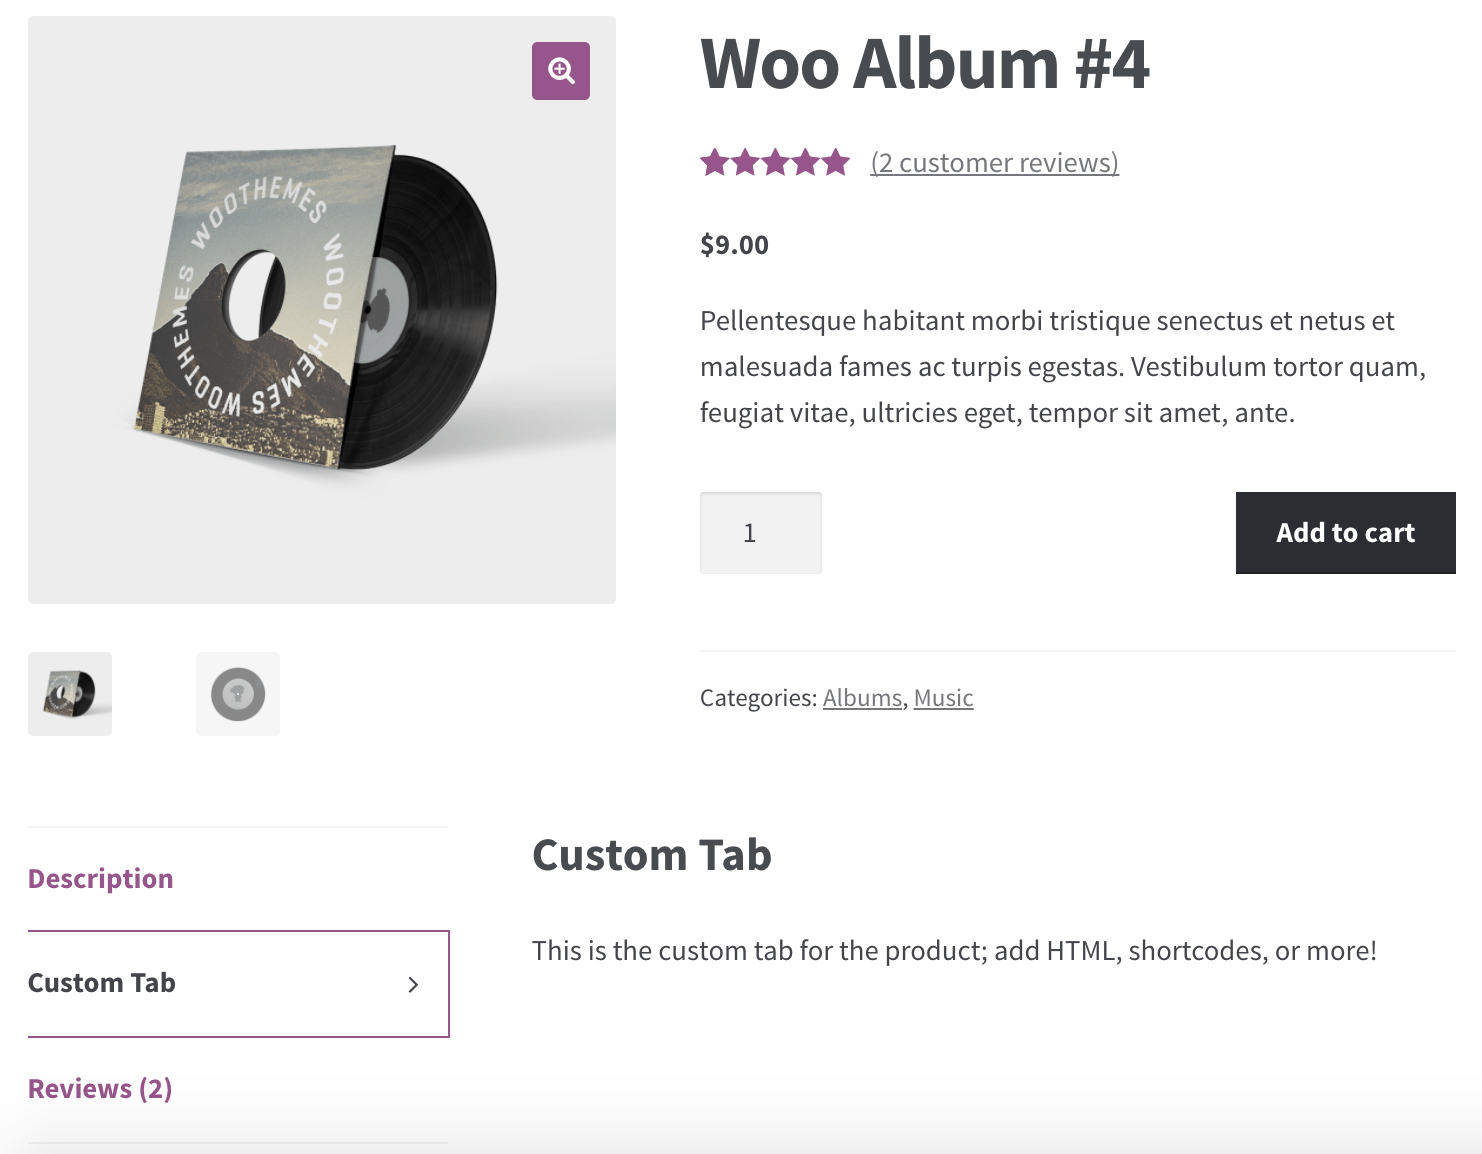 Woo Album #4
(2 customer reviews)
$9.00
Pellentesque habitant morbi tristique senectus et netus et
malesuada fames ac turpis egestas. Vestibulum tortor quam,
feugiat vitae, ultricies eget, tempor sit amet, ante.
1
Add to cart
Categories: Albums, Music
WOOTHEMES WOOTHEMES WOOTHEMES
Description
Custom Tab
Reviews (2)
Custom Tab
This is the custom tab for the product; add HTML, shortcodes, or more!